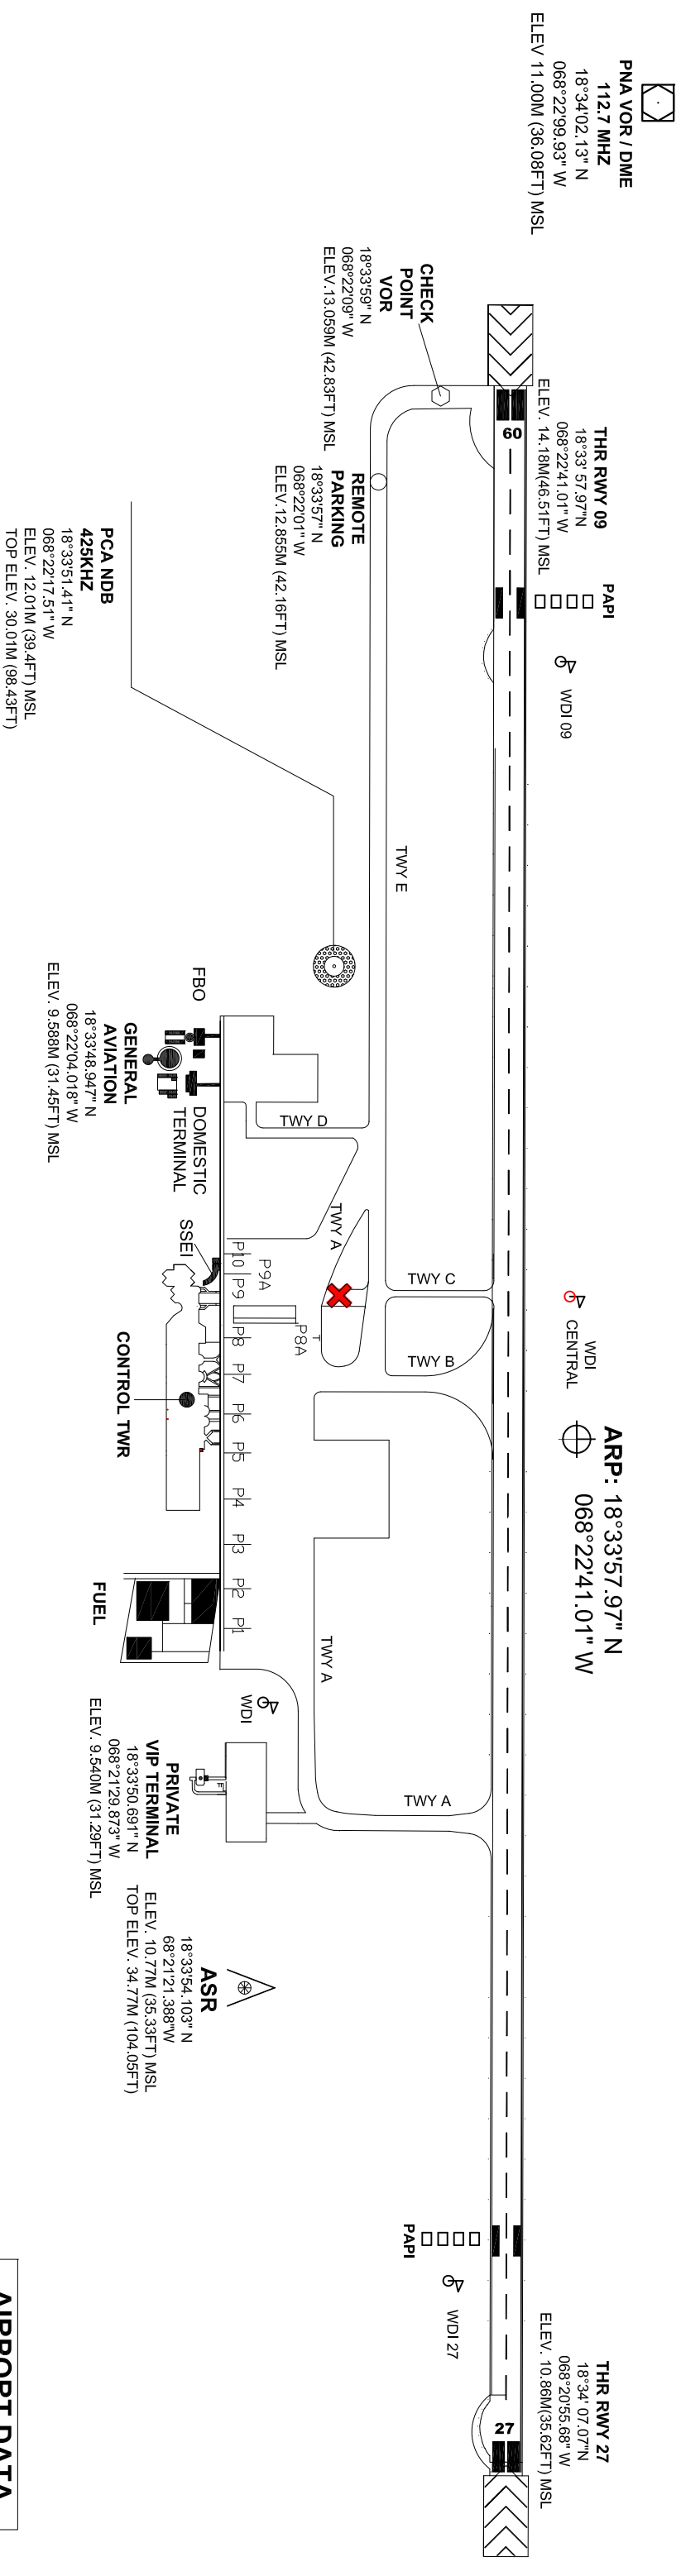 PNA VOR / DME
112.7 MHZ
18°34'02.13" N
068°22'99.93" W
ELEV 11.00M (36.08FT) MSL
CHECK
POINT
VOR
18°33'59" N
068°22'09" W
ELEV.13.059M (42.83FT) MSL
THR RWY 09
18°33' 57.97"N
068°22'41.01" W
ELEV. 14.18M(46.51FT) MSL
60
PAPI
WDI 09
REMOTE
PARKING
18°33'57" N
068°22'01" W
ELEV.12.855M (42.16FT) MSL
PCA NDB
425KHZ
18°33'51.41" N
068°22'17.51" W
ELEV. 12.01M (39.4FT) MSL
TOP ELEV. 30.01M (98.43FT)
TWY E
FBO
GENERAL
AVIATION
18°33'48.947" N
068°22'04.018" W
ELEV. 9.588M (31.45FT) MSL
DOMESTIC
TERMINAL
TWY D
SSEI
TWY A
TWY C
TWY B
WDI
CENTRAL
ARP: 18°33'57.97" N
068°22'41.01" W
P10
P9A
P9
P8A
T
P8
P7
P6
P5
P4
P3
P2
P1
CONTROL TWR
FUEL
TWY A
WDI
PRIVATE
VIP TERMINAL
18°33'50.691" N
068°21'29.873" W
ELEV. 9.540M (31.29FT) MSL
TWY A
ASR
18°33'54.103" N
68°21'21.388"W
ELEV. 10.77M (35.33FT) MSL
TOP ELEV. 34.77M (104.05FT)
PAPI
WDI 27
THR RWY 27
18°34' 07.07"N
068°20'55.68" W
ELEV. 10.86M(35.62FT) MSL
27
AIRPORT DATA